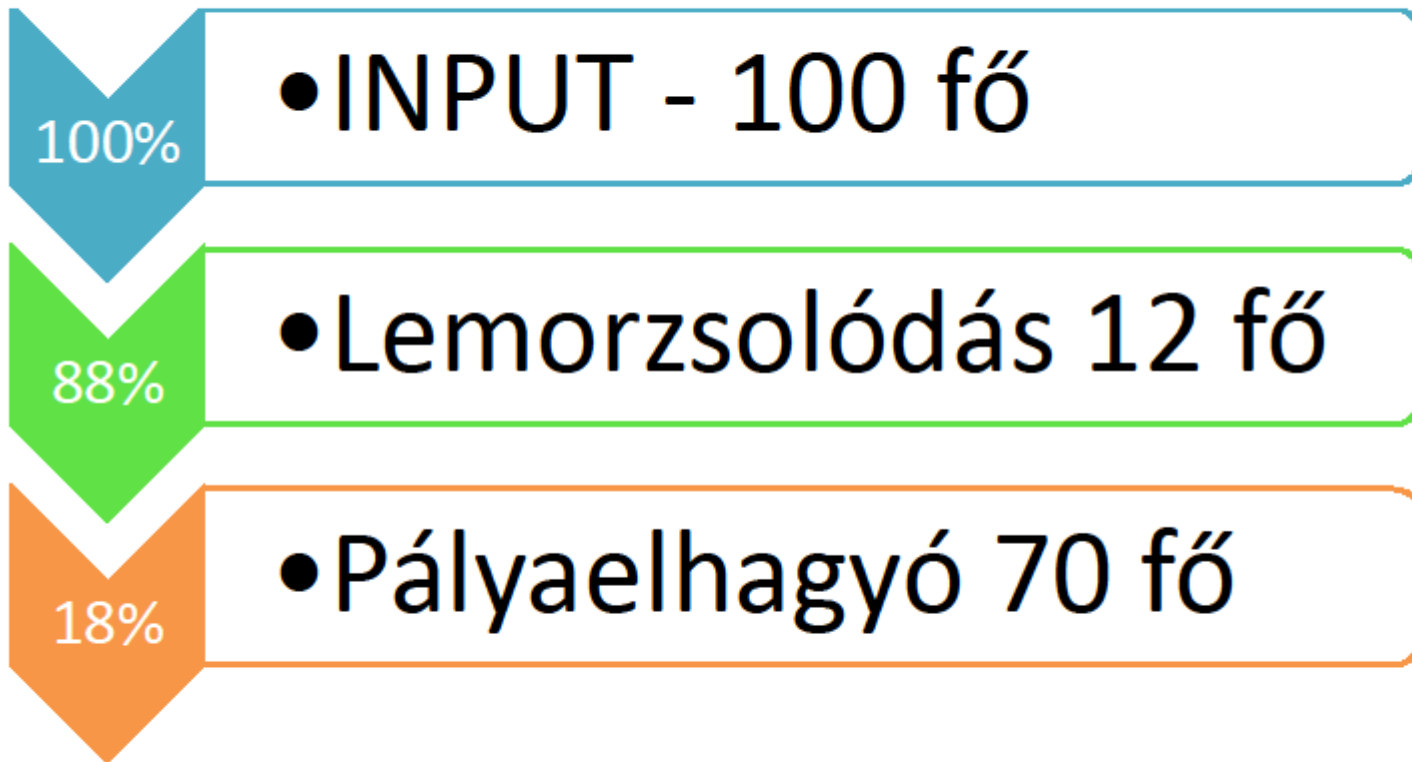 100%
•INPUT - 100 fő
88%
•Lemorzsolódás 12 fő
18%
•Pályaelhagyó 70 fő